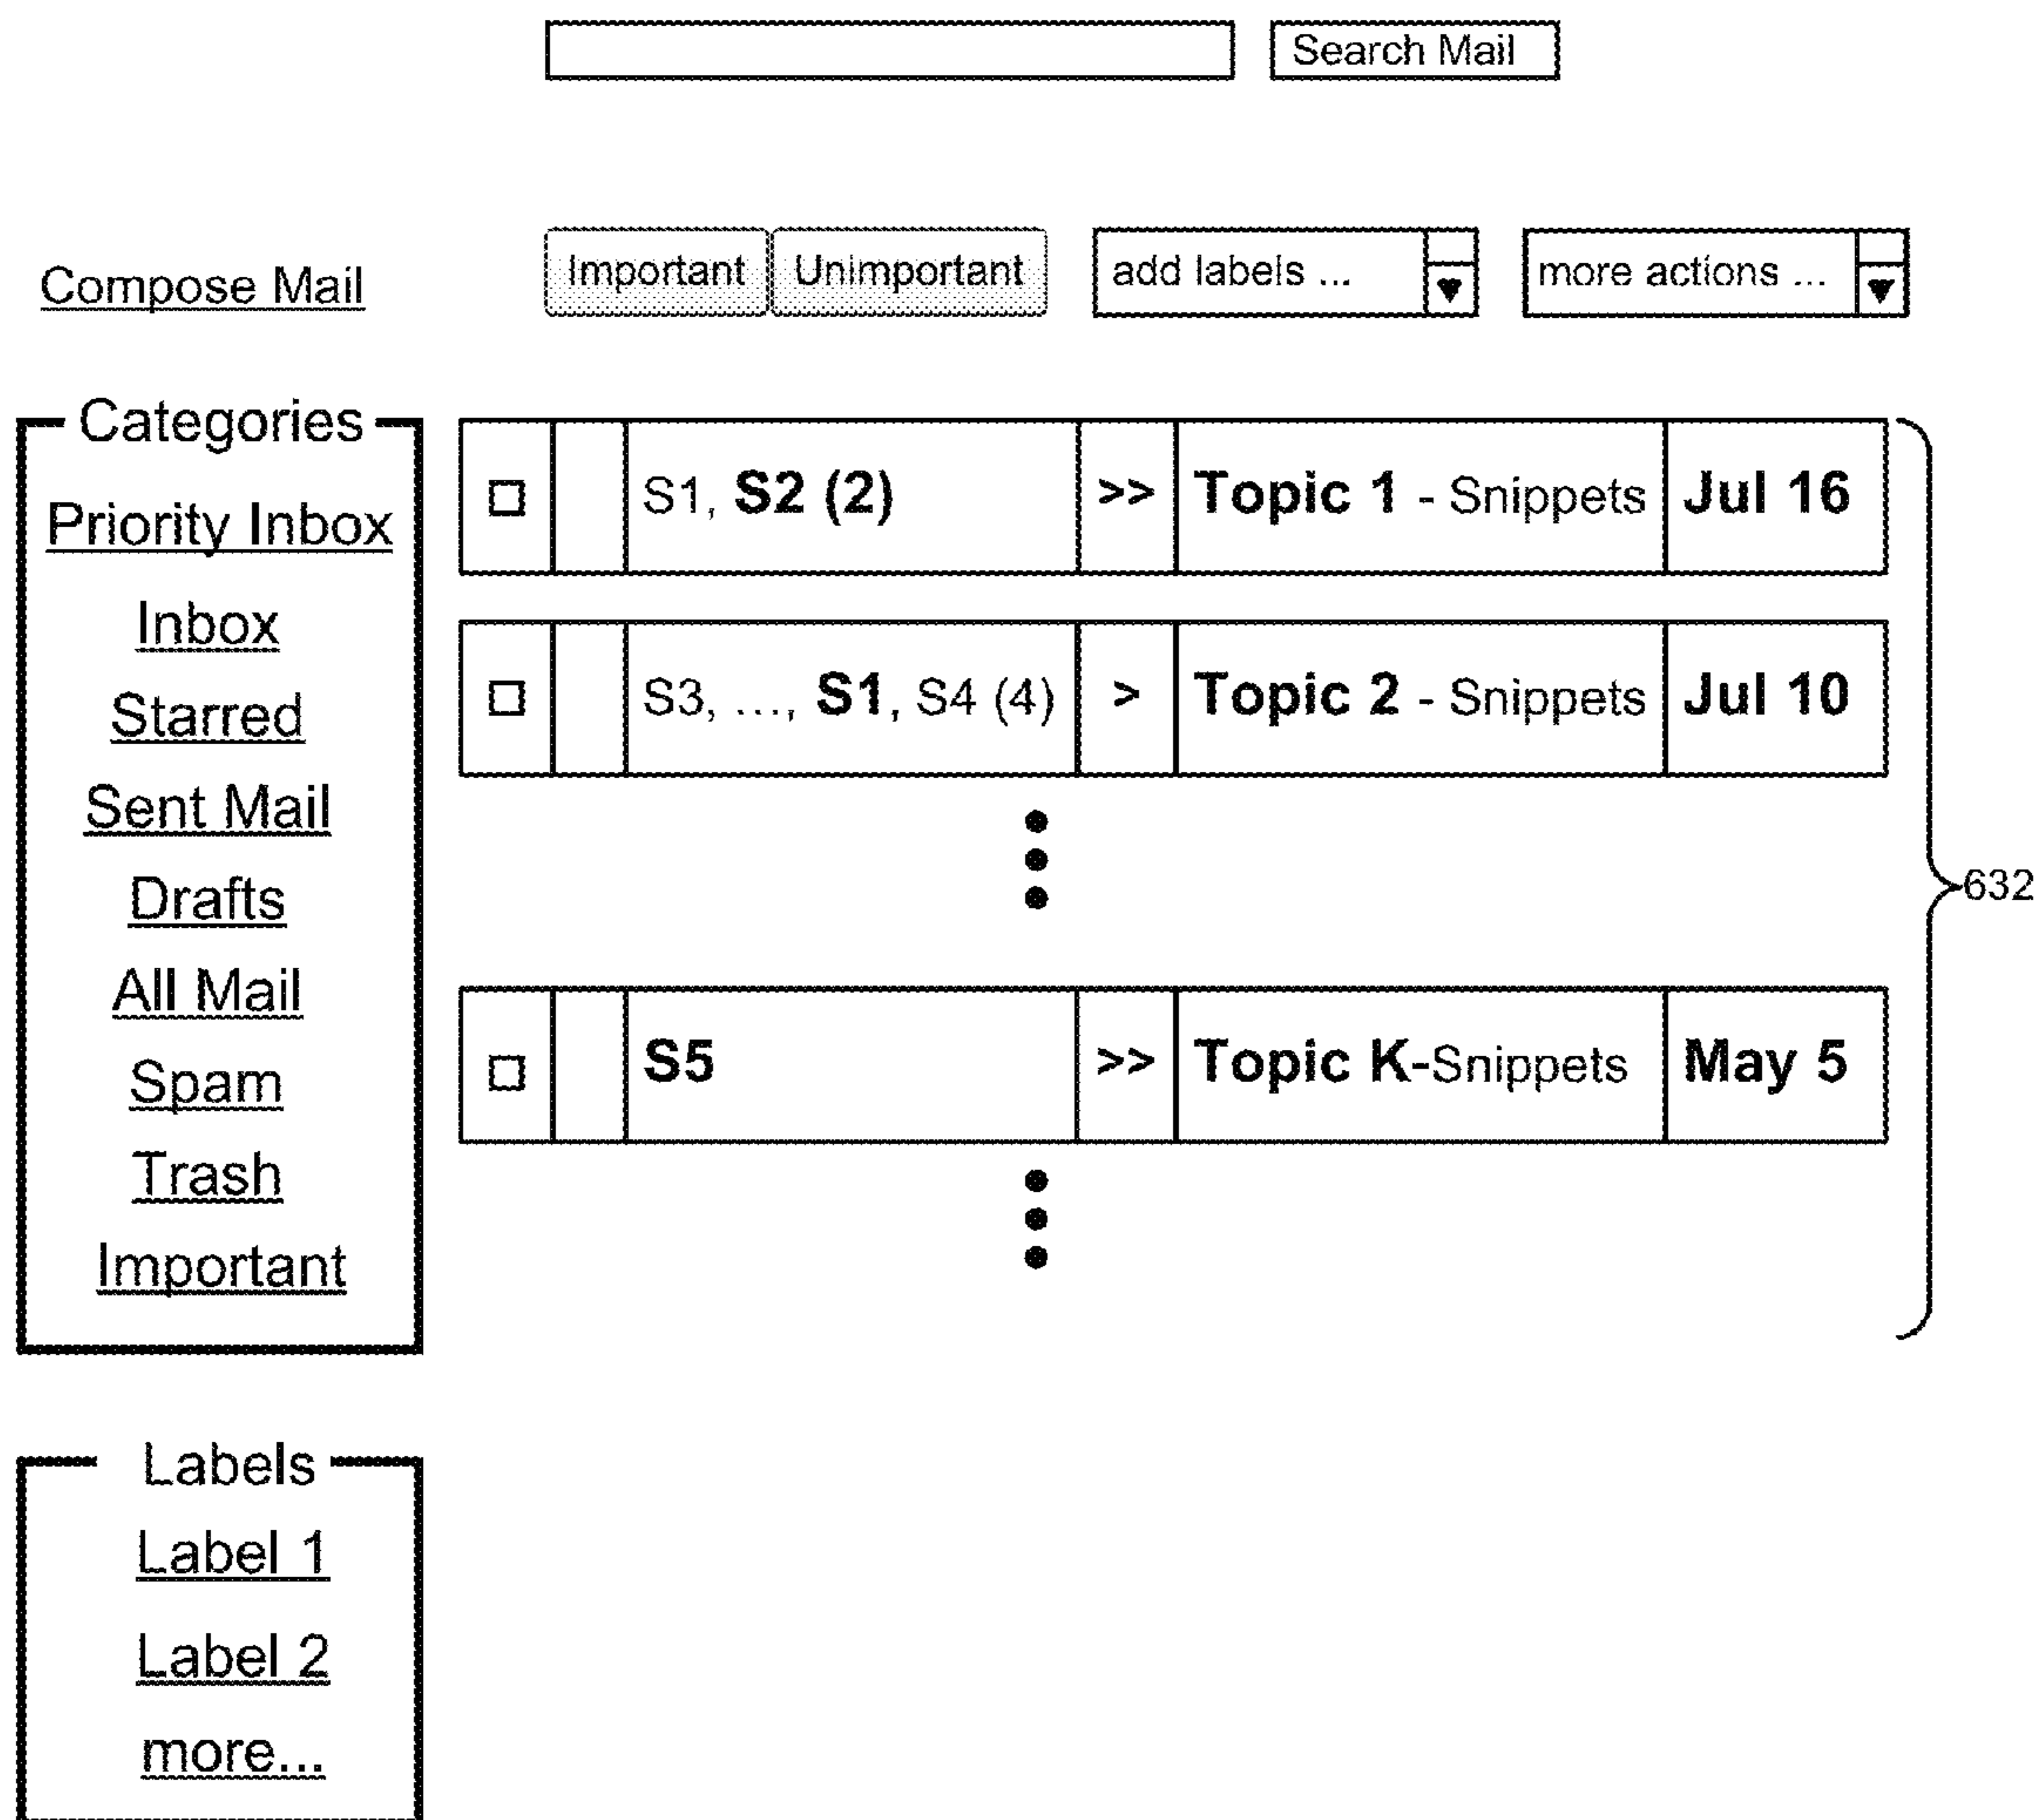 Search Mail
Compose Mail
Important Unimportant add labels ... more actions ...
Categories
Priority Inbox
Inbox
Starred
Sent Mail
Drafts
All Mail
Spam
Trash
Important
S1, S2 (2) >> Topic 1 - Snippets Jul 16
S3, ..., S1, S4 (4) > Topic 2 - Snippets Jul 10
S5 >> Topic K-Snippets May 5
632
Labels
Label 1
Label 2
more...